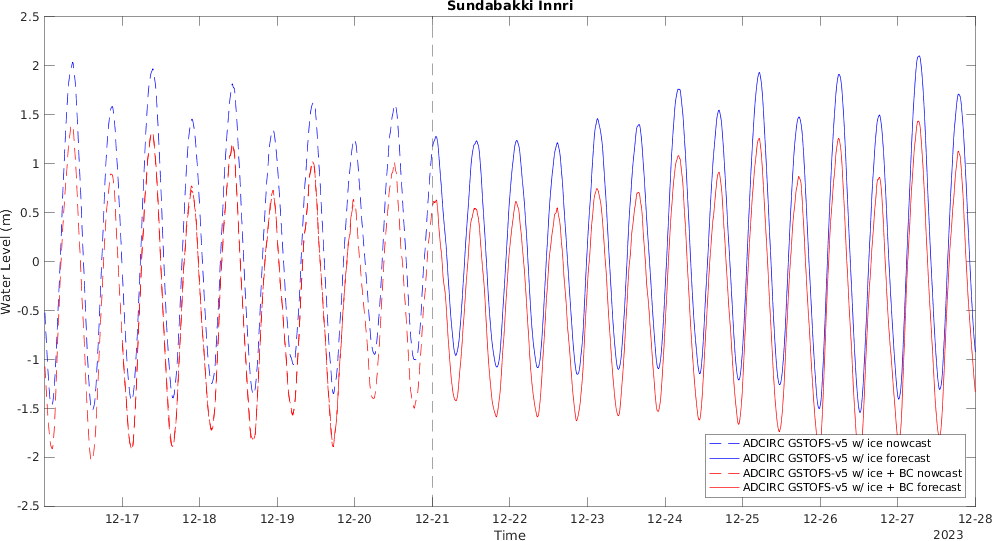 Sundabakki Innri
2.5
2
1.5
1
0.5
0
-0.5
-1
-1.5
-2
-2.5
Water Level (m)
ADCIRC GSTOFS-v5 w/ ice nowcast
ADCIRC GSTOFS-v5 w/ ice forecast
ADCIRC GSTOFS-v5 w/ ice + BC nowcast
ADCIRC GSTOFS-v5 w/ ice + BC forecast
12-17 12-18 12-19 12-20 12-21 12-22 12-23 12-24 12-25 12-26 12-27 12-28
Time
2023